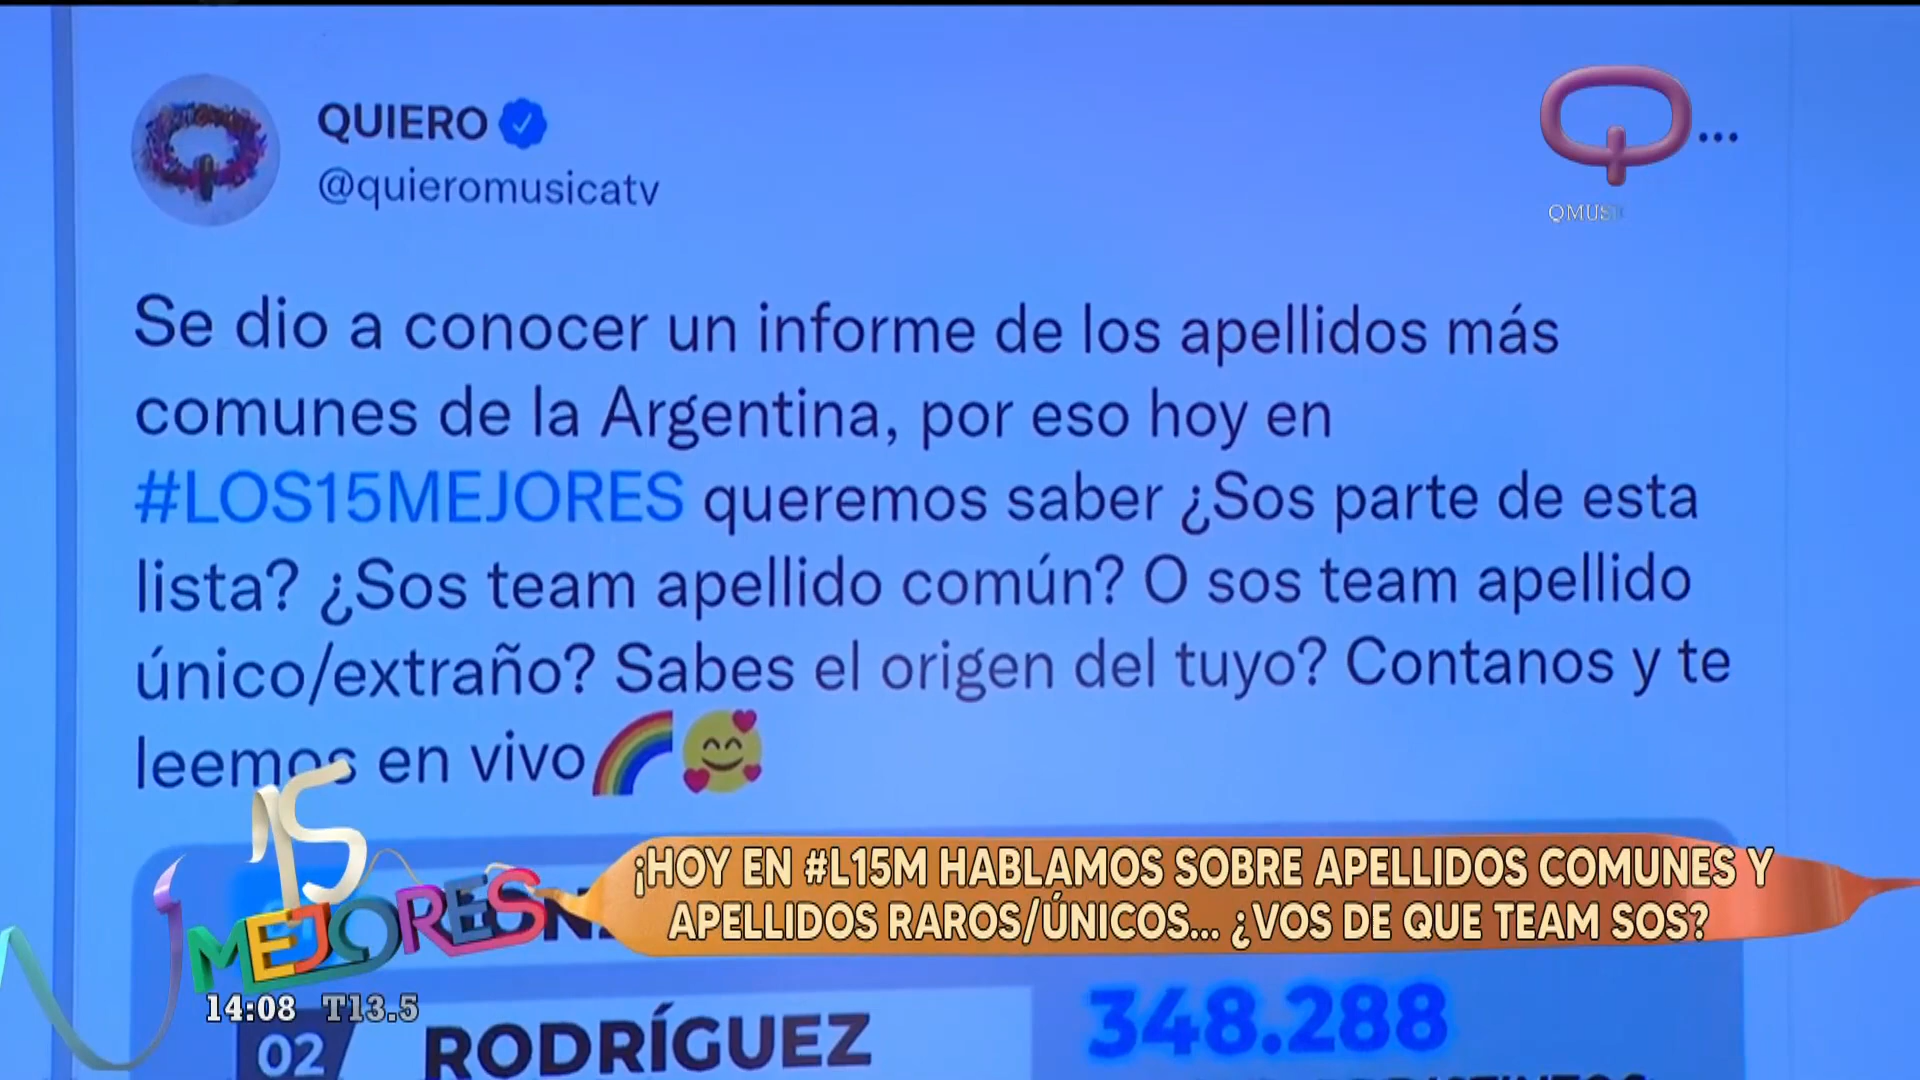 QUIERO
@quieromusicatv
...
QMUS
Se dio a conocer un informe de los apellidos más
comunes de la Argentina, por eso hoy en
#LOS15MEJORES queremos saber ¿Sos parte de esta
lista? ¿Sos team apellido común? O sos team apellido
único/extraño? Sabes el origen del tuyo? Contanos y te
leemos en vivo
15
MEJORES
¡HOY EN #L15M HABLAMOS SOBRE APELLIDOS COMUNES Y
APELLIDOS RAROS/ÚNICOS... ¿VOS DE QUE TEAM SOS?
14:08 T13.5
02 RODRÍGUEZ 348.288